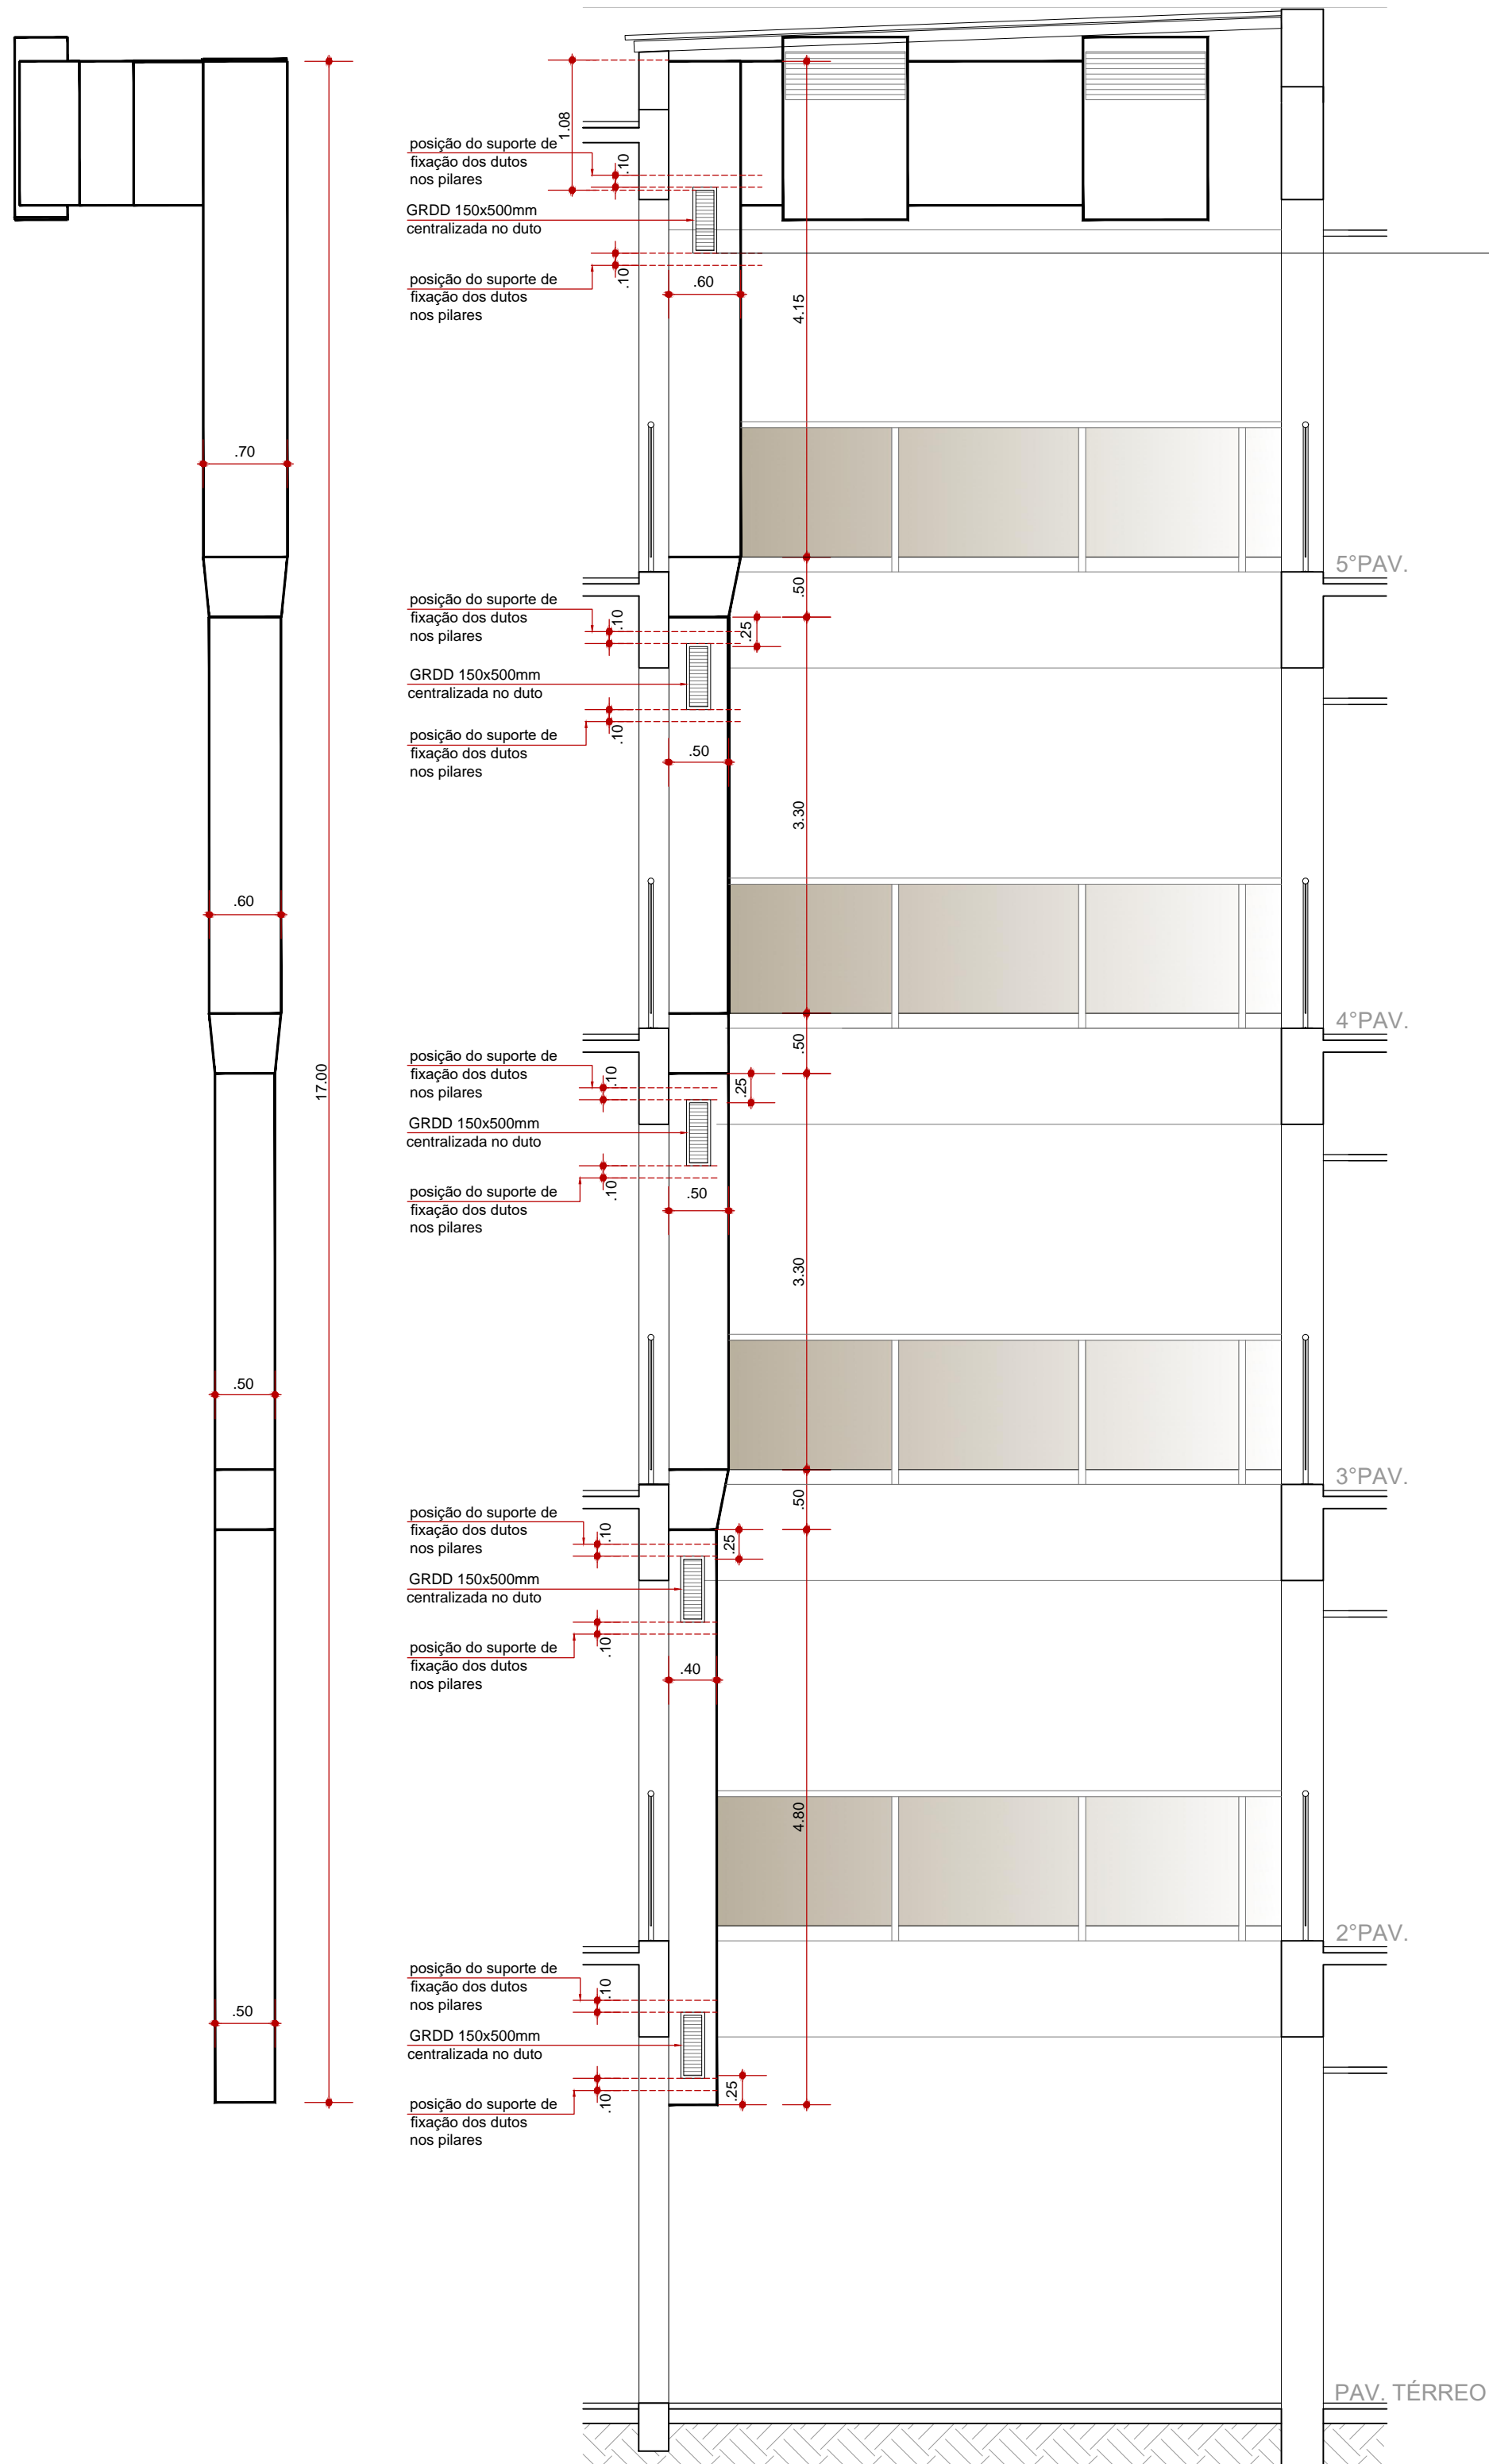 1.08
posição do suporte de
fixação dos dutos
nos pilares
.10
GRDD 150x500mm
centralizada no duto
posição do suporte de
fixação dos dutos
nos pilares
.10
.60
4.15
.70
5°PAV.
.50
posição do suporte de
fixação dos dutos
nos pilares
.10
.25
GRDD 150x500mm
centralizada no duto
posição do suporte de
fixação dos dutos
nos pilares
.10
.50
3.30
.60
4°PAV.
.50
17.00
posição do suporte de
fixação dos dutos
nos pilares
.10
.25
GRDD 150x500mm
centralizada no duto
posição do suporte de
fixação dos dutos
nos pilares
.10
.50
3.30
.50
3°PAV.
.50
posição do suporte de
fixação dos dutos
nos pilares
.10
.25
GRDD 150x500mm
centralizada no duto
posição do suporte de
fixação dos dutos
nos pilares
.10
.40
4.80
2°PAV.
posição do suporte de
fixação dos dutos
nos pilares
.10
.50
GRDD 150x500mm
centralizada no duto
posição do suporte de
fixação dos dutos
nos pilares
.10
.25
PAV. TÉRREO